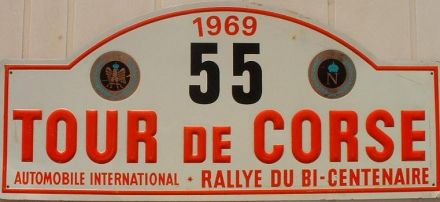 1969
55
N
TOUR DE CORSE
AUTOMOBILE INTERNATIONAL - RALLYE DU BI-CENTENAIRE